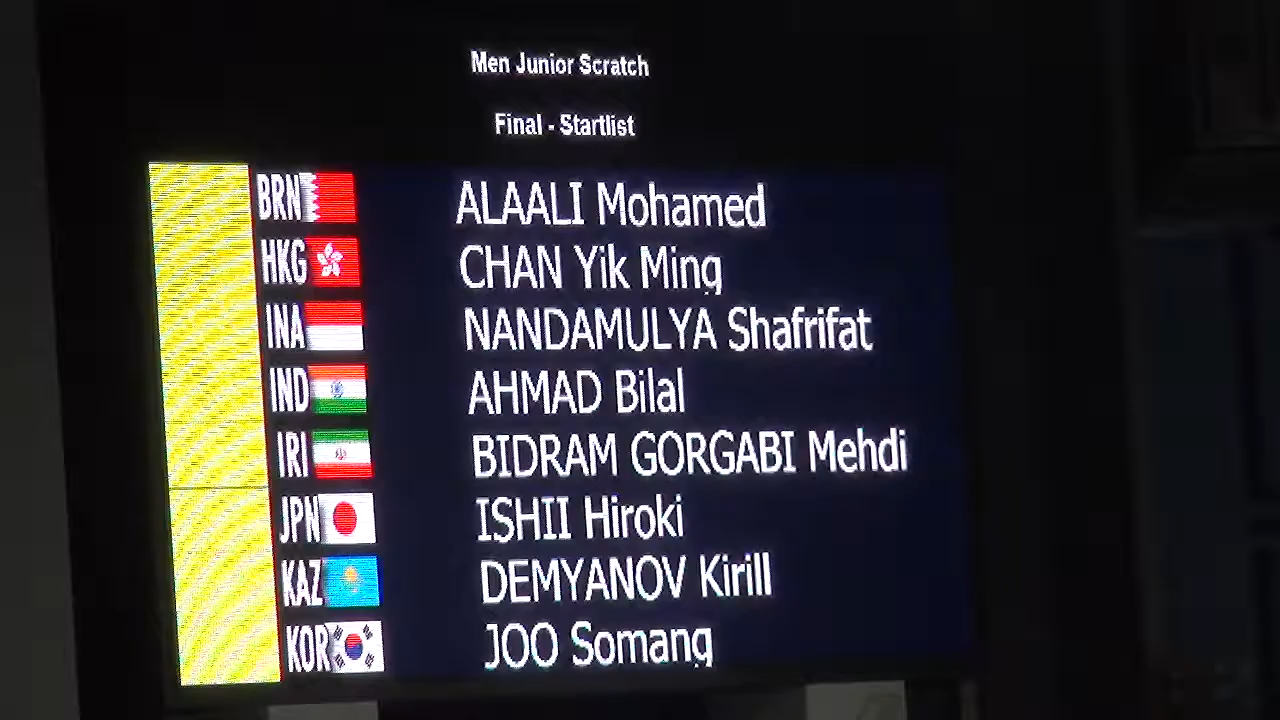 Men Junior Scratch
Final - Startlist
BRN ALAALI Mohamed
HKG CHAN Yik Ming
INA NANDAMULYA Shafrifat
IND AHMAD Bilal
IRI BIDRAM GORGABI Mehdi
JPN ISHII Hiroki
KAZ DEMYANOV Kirill
KOR JOO Somang